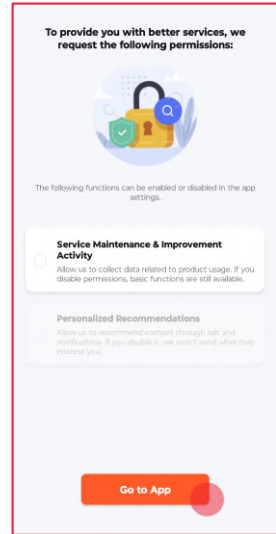 To provide you with better services, we
request the following permissions:
The following functions can be enabled or disabled in the app
settings.
Service Maintenance & Improvement
Activity
Allow us to collect data related to product usage. If you
disable permissions, basic functions are still available.
Personalized Recommendations
Allow us to recommend content through ads and
notifications. If you disable it, we won't send what may
interest you.
Go to App